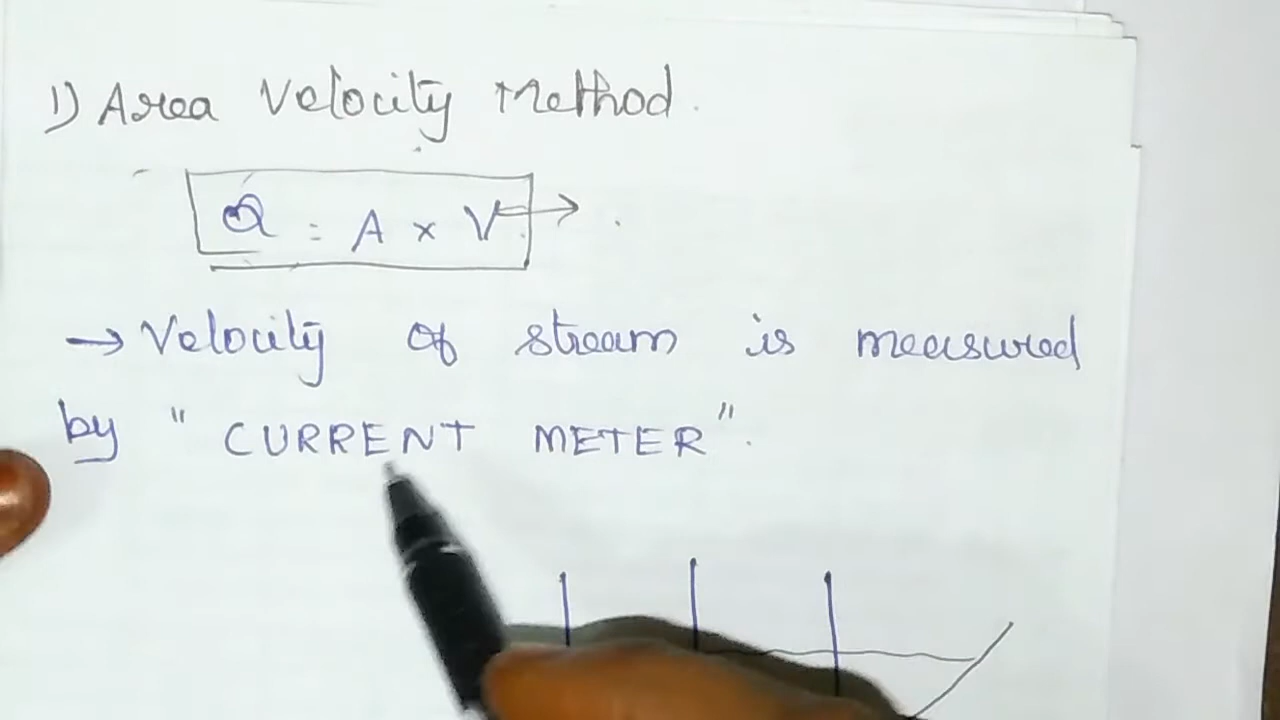 1) Area Velocity Method.
Q = A × V
→ Velocity of stream is measured
by "CURRENT METER".